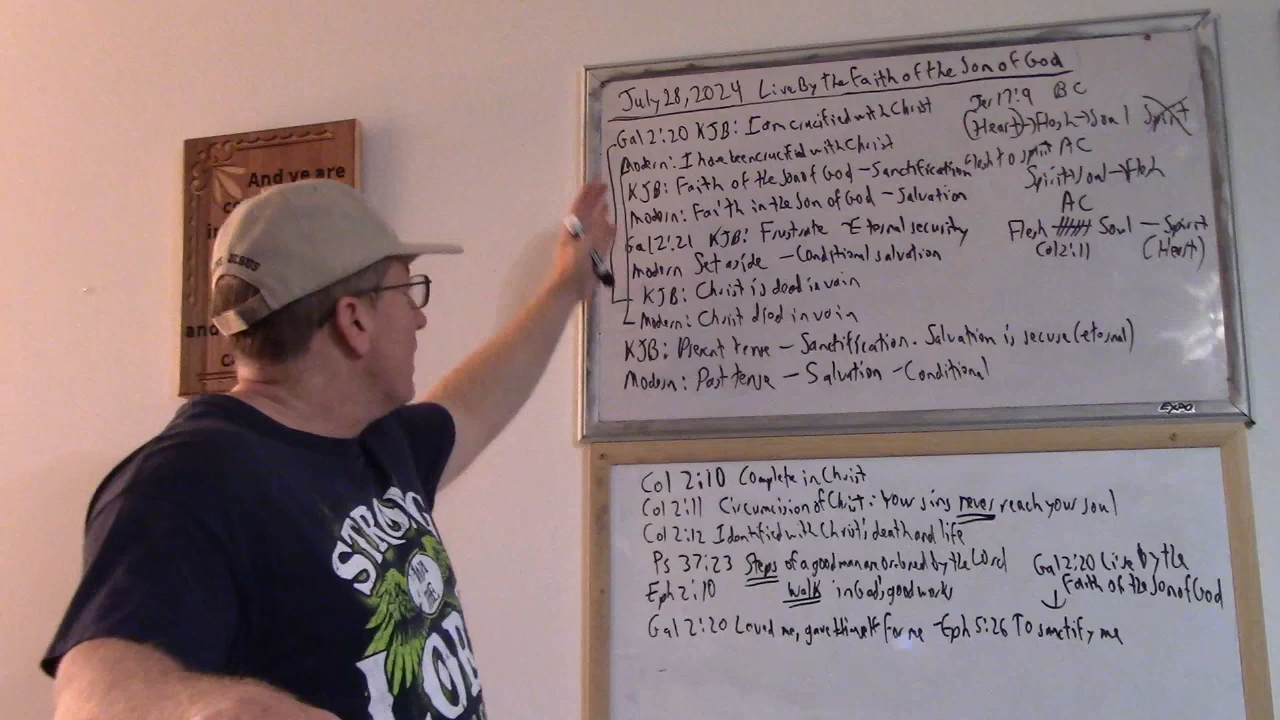 And ye are
co
in
and
c
JESUS
STRONG
LORD
July 28, 2024 Live By the Faith of the Son of God
Gal 2:20 KJB: I am crucified with Christ
Modern: I have been crucified with Christ
KJB: Faith of the Son of God - Sanctification Flesh to spirit
Modern: Faith in the Son of God - Salvation
Gal 2:21 KJB: Frustrate - Eternal security
Modern Set aside - Conditional salvation
KJB: Christ is dead in vain
Modern: Christ died in vain
KJB: Present tense - Sanctification. Salvation is secure (eternal)
Modern: Past tense - Salvation - Conditional
Jer 17:9 BC
(Heart)→Flesh→Soul Spirit
AC
Spirit→Soul→Flesh
AC
Flesh Soul - Spirit
Col 2:11 (Heart)
EXPO
Col 2:10 Complete in Christ
Col 2:11 Circumcision of Christ: Your sins never reach your soul
Col 2:12 Identified with Christ's death and life
Ps 37:23 Steps of a good man are ordered by the Lord
Eph 2:10 Walk in God's good works
Gal 2:20 Live by the
Faith of the Son of God
Gal 2:20 Loved me, gave himself for me - Eph 5:26 To sanctify me